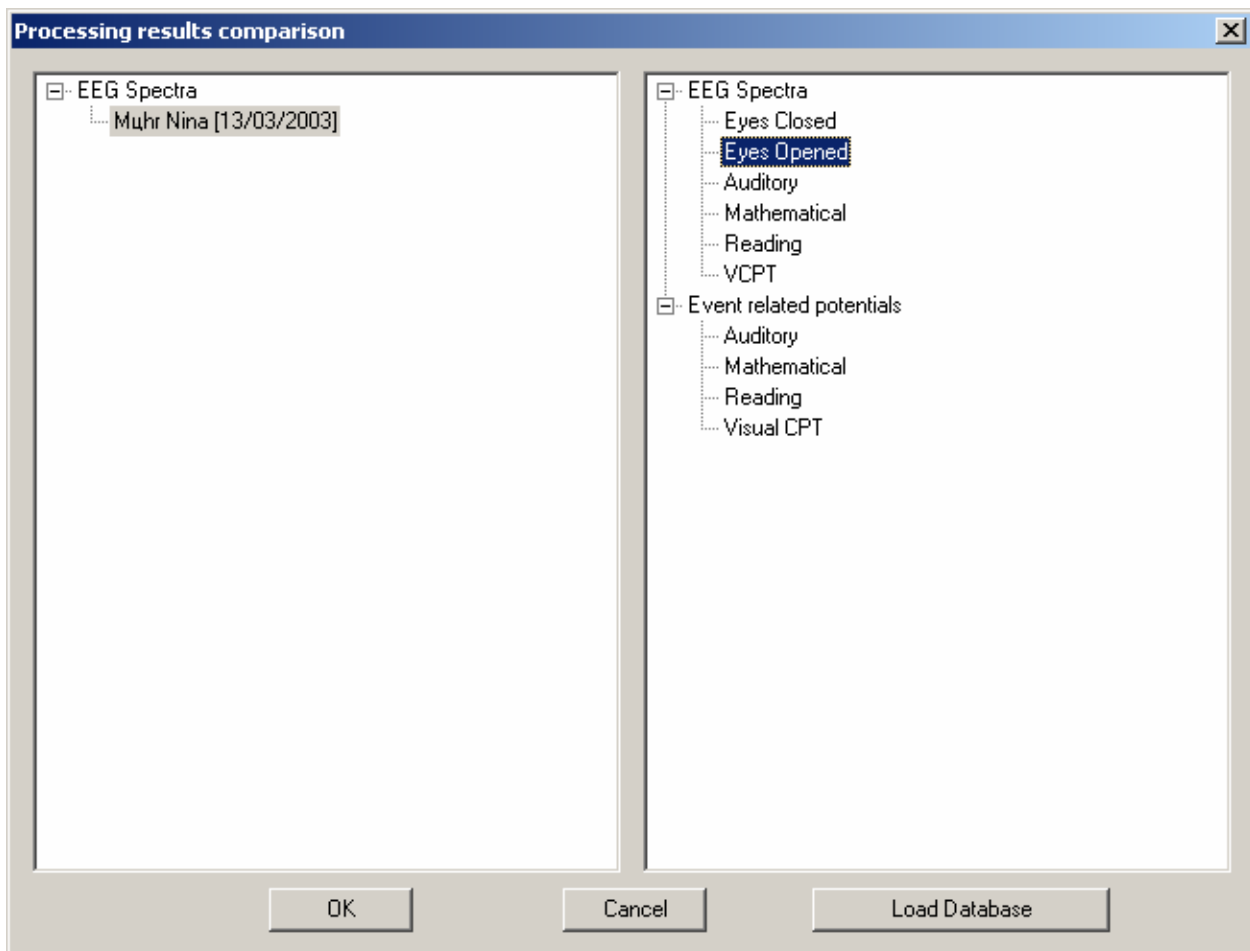 Processing results comparison
EEG Spectra
Мцhr Nina [13/03/2003]
EEG Spectra
Eyes Closed
Eyes Opened
Auditory
Mathematical
Reading
VCPT
Event related potentials
Auditory
Mathematical
Reading
Visual CPT
OK
Cancel
Load Database